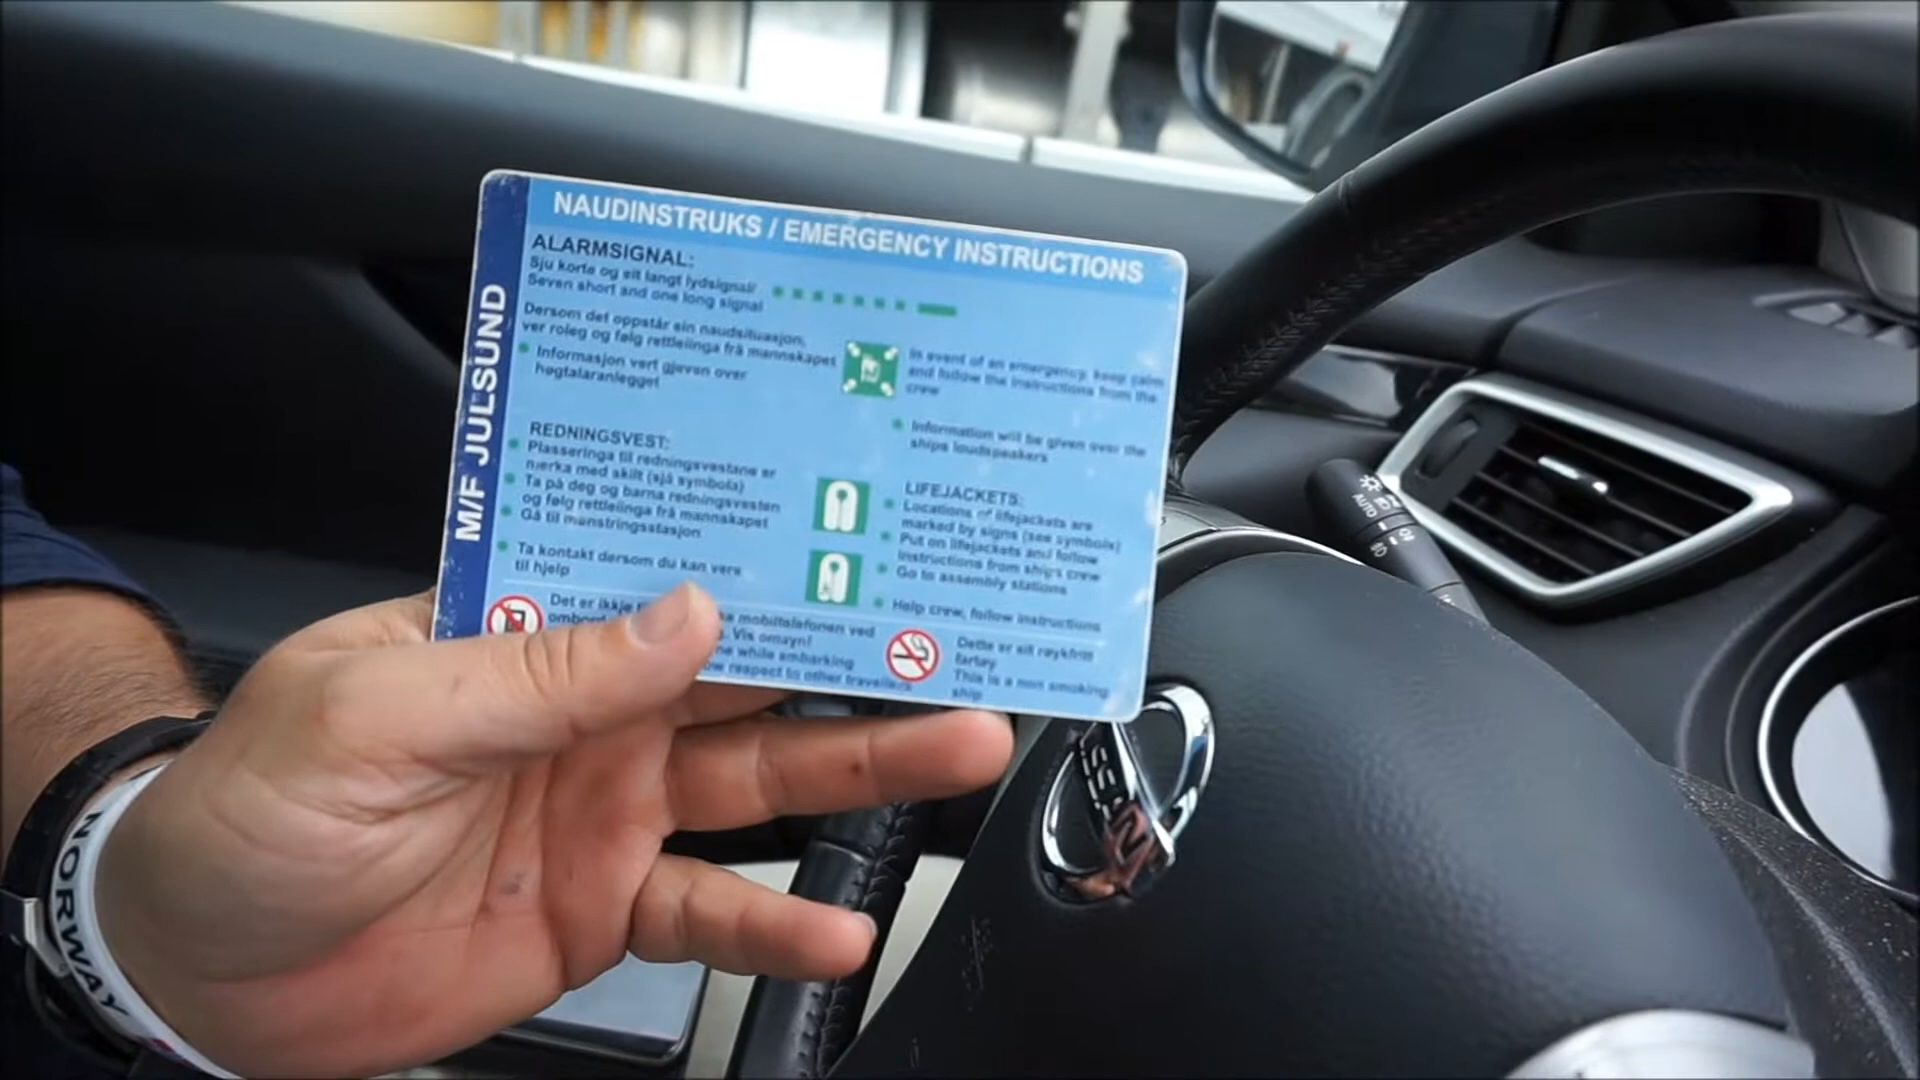 NAUDINSTRUKS / EMERGENCY INSTRUCTIONS
M/F JULSUND
ALARMSIGNAL:
Sju korte og eit langt lydsignal/
Seven short and one long signal
Dersom det oppstår ein naudsituasjon,
ver roleg og følg rettleiinga frå mannskapet
Informasjon vert gjeven over
høgtalaranlegget
In event of an emergency, keep calm
and follow the instructions from the
crew
Information will be given over the
ships loudspeakers
REDNINGSVEST:
Plasseringa til redningsvestane er
merka med skilt (sjå symbola)
Ta på deg og barna redningsvesten
og følg rettleiinga frå mannskapet
Gå til mønstringsstasjon
Ta kontakt dersom du kan vere
til hjelp
LIFEJACKETS:
Locations of lifejackets are
marked by signs (see symbols)
Put on lifejackets and follow
instructions from ships crew
Go to assembly stations
Help crew, follow instructions
Det er ikkje
mobiltelefonen ved
ombord
Vis omsyn!
while embarking
respect to other travellers
Dette er eit røykfritt
fartøy
This is a non smoking
ship
NORWAY
AUTO